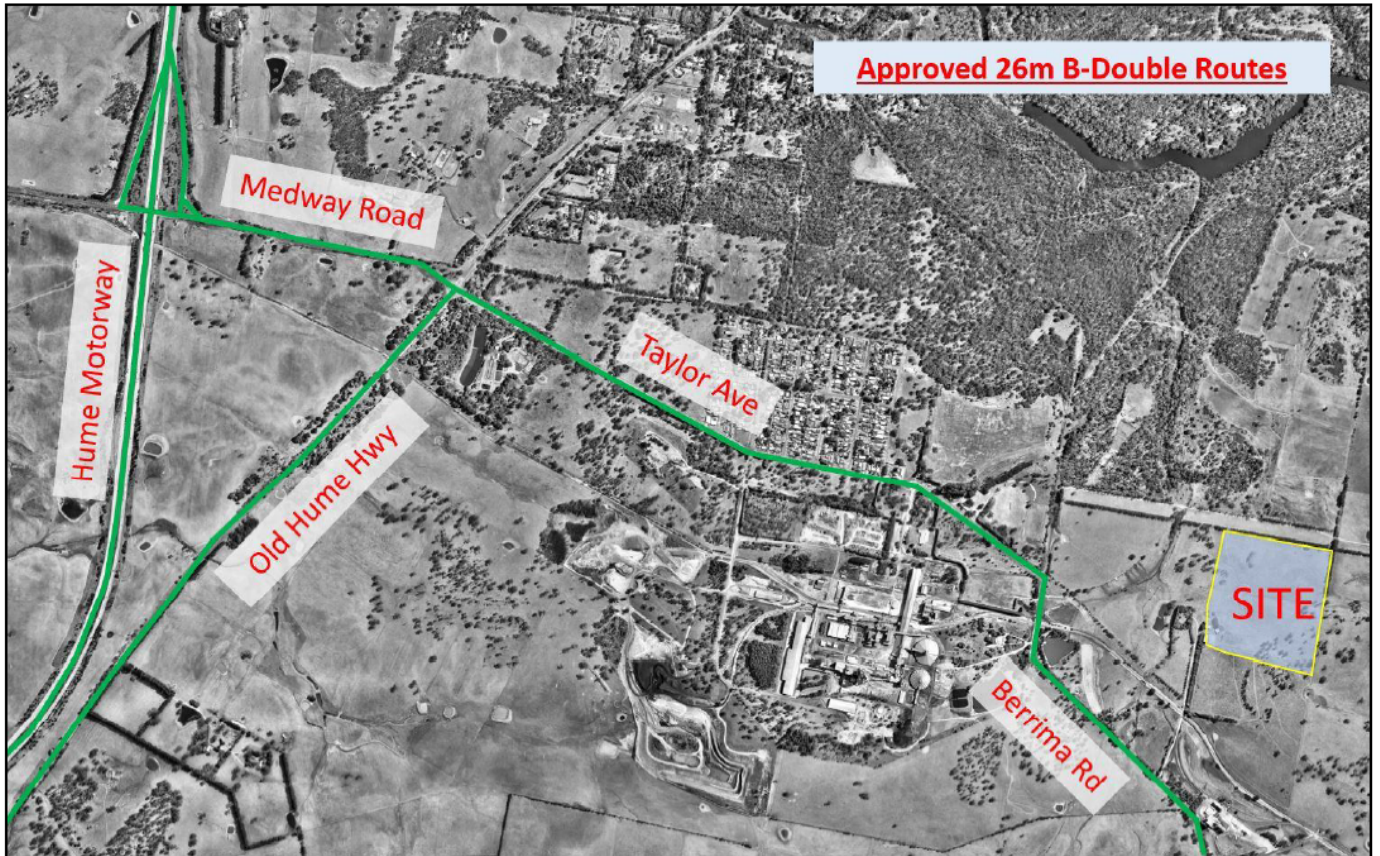 Approved 26m B-Double Routes
Medway Road
Hume Motorway
Taylor Ave
Old Hume Hwy
SITE
Berrima Rd